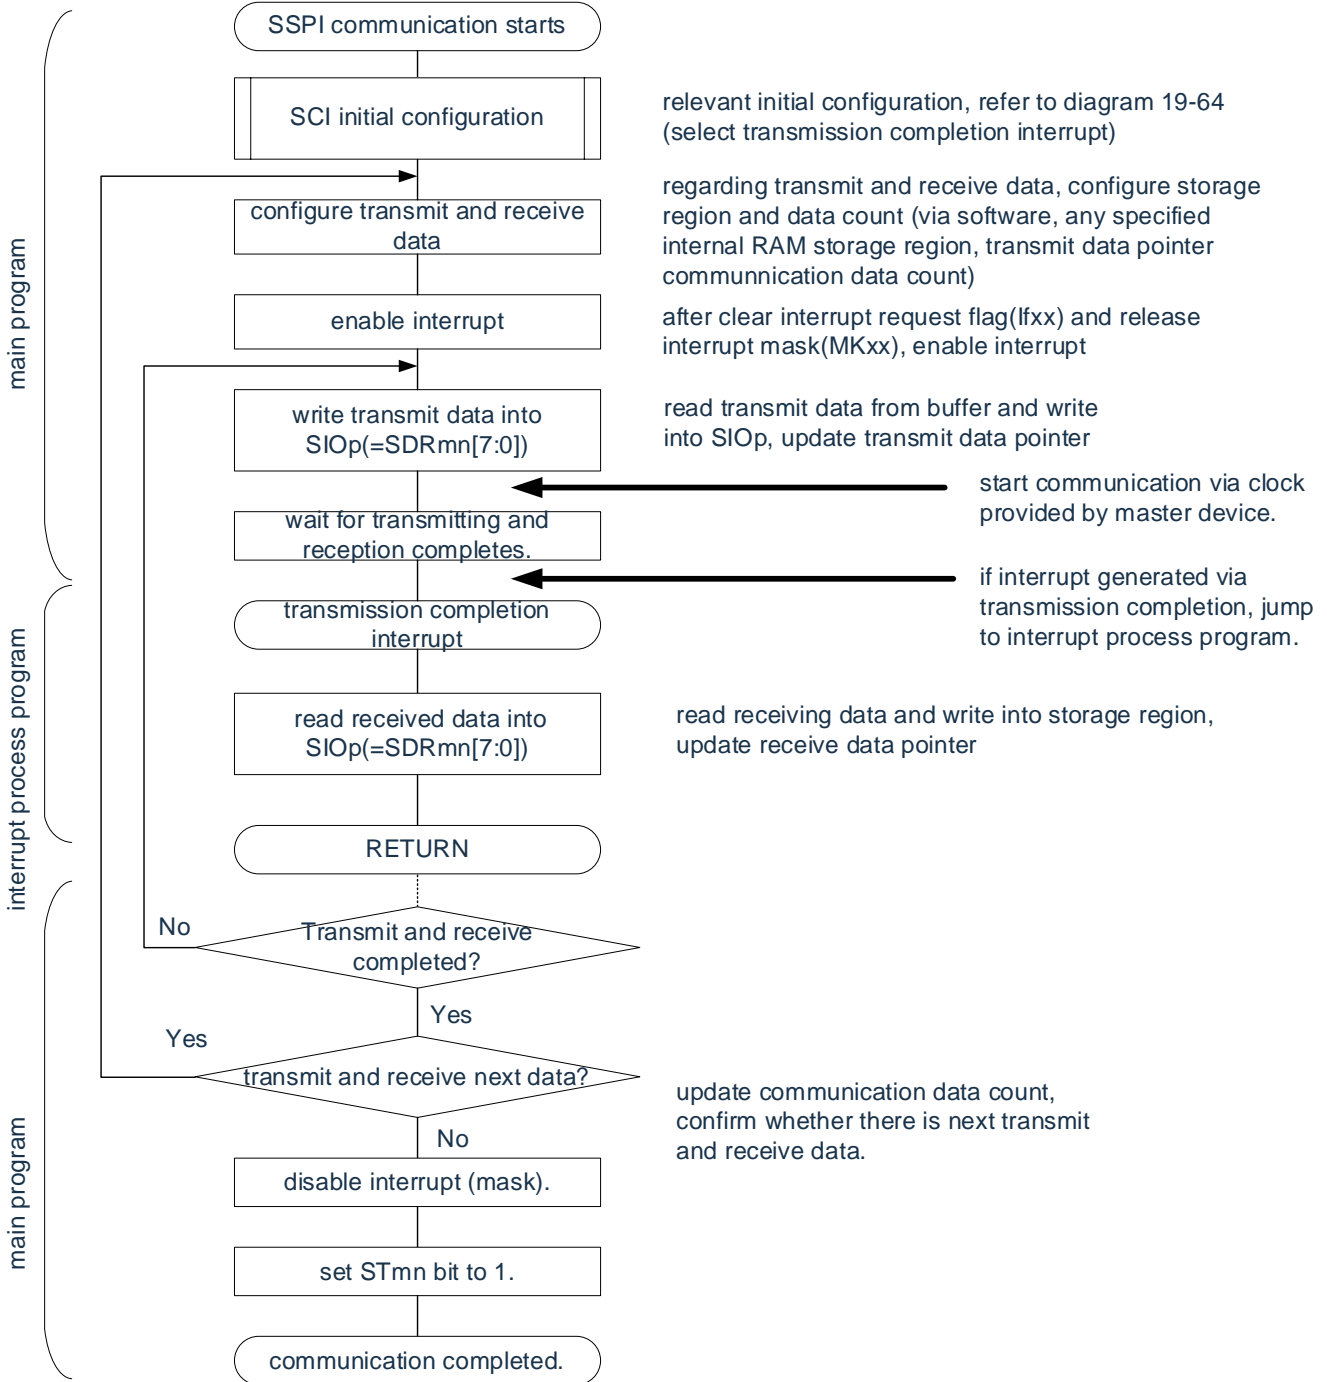 SSPI communication starts
SCI initial configuration
relevant initial configuration, refer to diagram 19-64
(select transmission completion interrupt)
configure transmit and receive
data
regarding transmit and receive data, configure storage
region and data count (via software, any specified
internal RAM storage region, transmit data pointer
communnication data count)
enable interrupt
after clear interrupt request flag(Ifxx) and release
interrupt mask(MKxx), enable interrupt
write transmit data into
SIOp(=SDRmn[7:0])
read transmit data from buffer and write
into SIOp, update transmit data pointer
start communication via clock
provided by master device.
wait for transmitting and
reception completes.
main program
if interrupt generated via
transmission completion, jump
to interrupt process program.
transmission completion
interrupt
read received data into
SIOp(=SDRmn[7:0])
read receiving data and write into storage region,
update receive data pointer
RETURN
interrupt process program
No
Transmit and receive
completed?
Yes
Yes
transmit and receive next data?
update communication data count,
confirm whether there is next transmit
and receive data.
No
disable interrupt (mask).
set STmn bit to 1.
communication completed.
main program